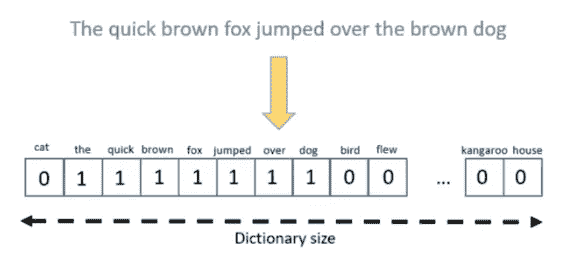 The quick brown fox jumped over the brown dog
cat the quick brown fox jumped over dog bird flew kangaroo house
0 1 1 1 1 1 1 1 0 0 ... 0 0
Dictionary size